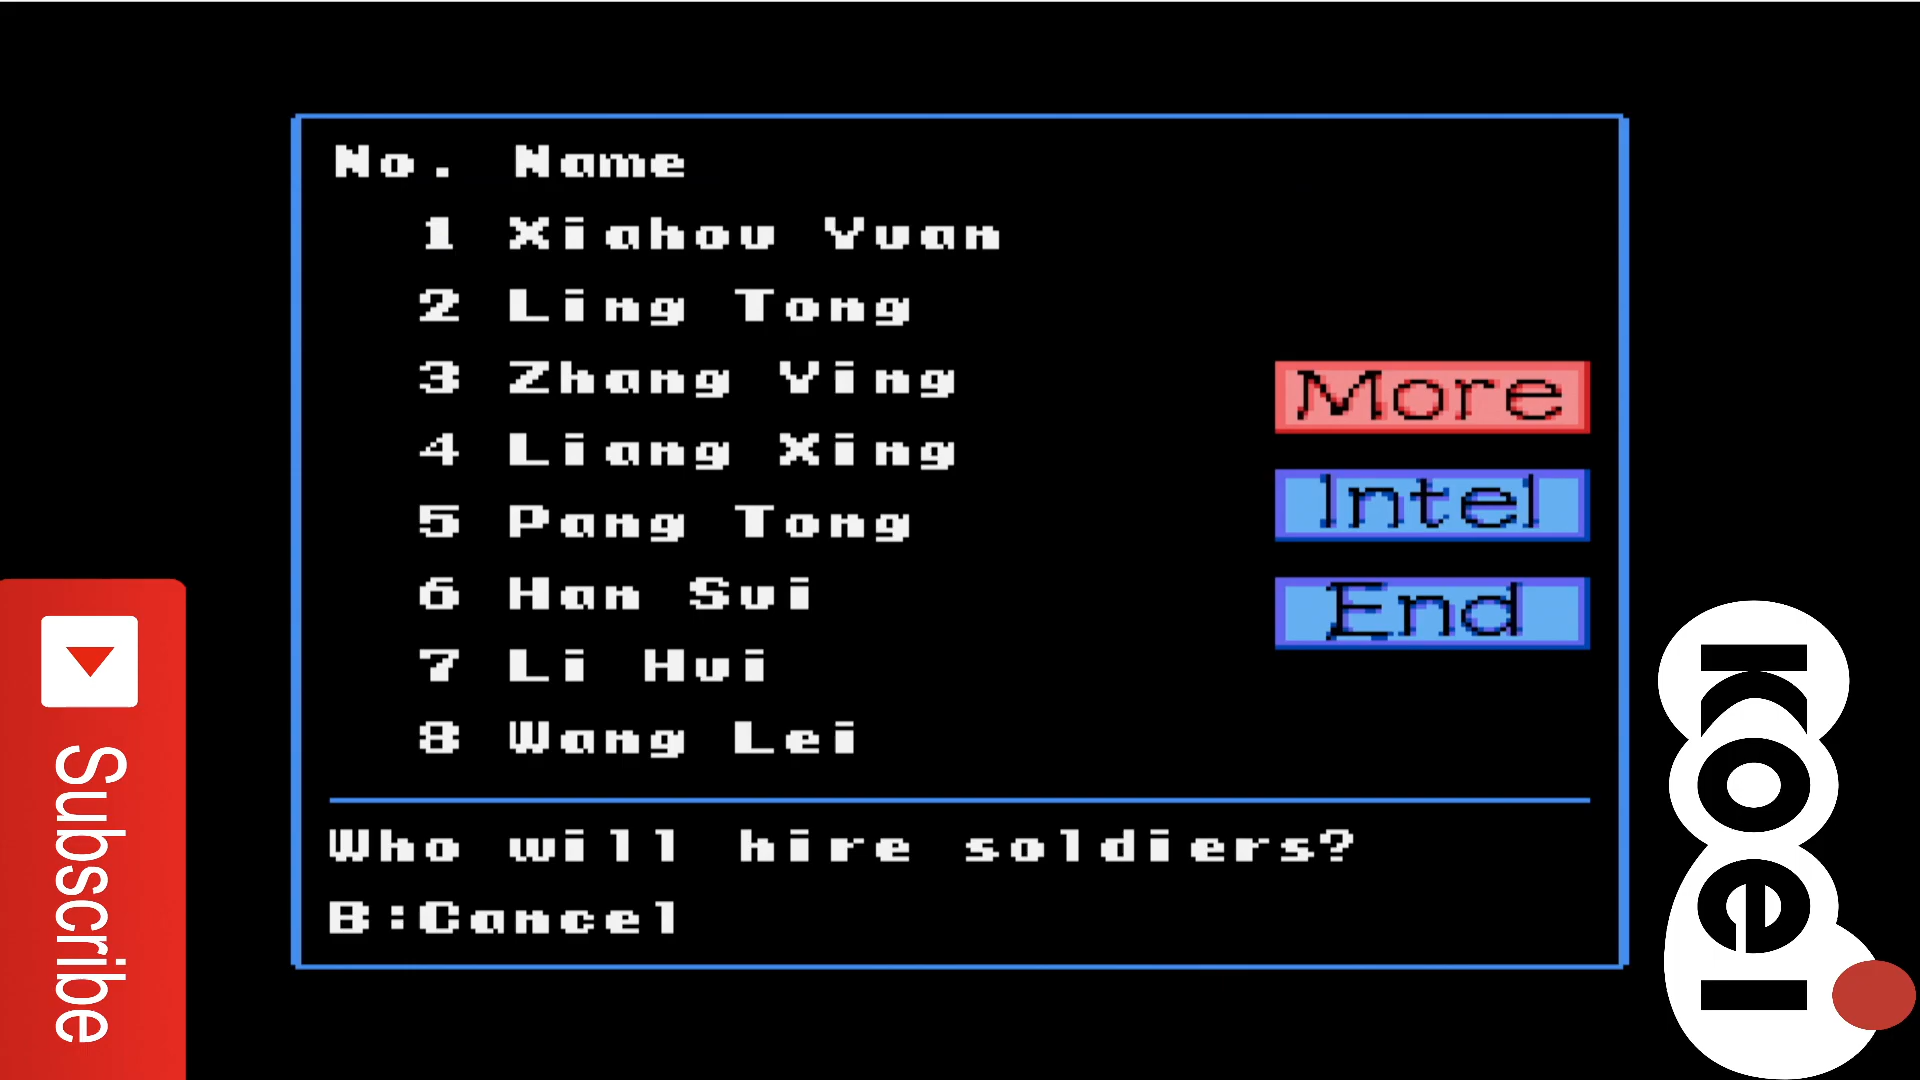 No. Name
1 Xiahou Yuan
2 Ling Tong
3 Zhang Ying
4 Liang Xing
5 Pang Tong
6 Han Sui
7 Li Hui
8 Wang Lei
More
Intel
End
Who will hire soldiers?
B:Cancel
Subscribe
Koei